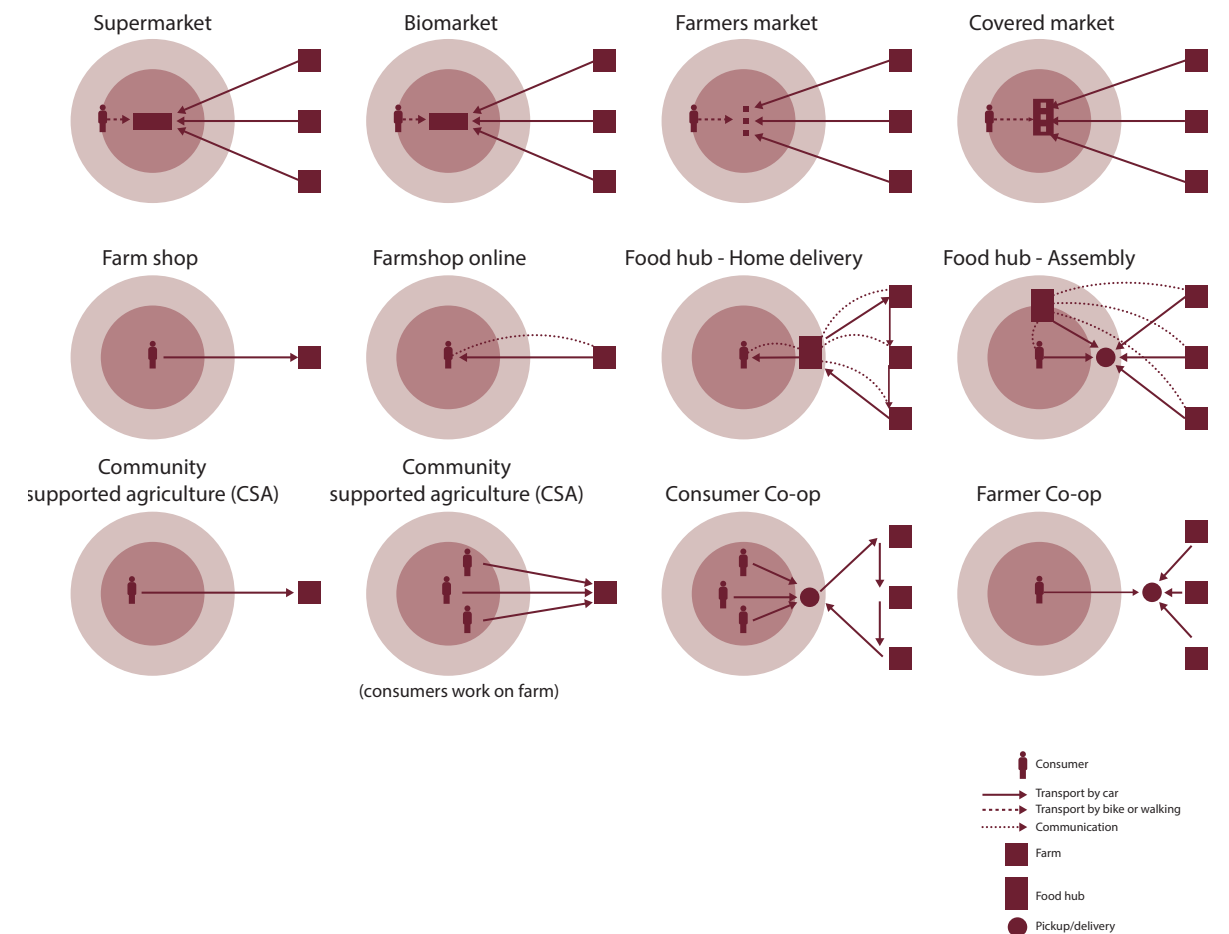 Supermarket
Biomarket
Farmers market
Covered market
Farm shop
Farmshop online
Food hub - Home delivery
Food hub - Assembly
Community
supported agriculture (CSA)
Community
supported agriculture (CSA)
Consumer Co-op
Farmer Co-op
(consumers work on farm)
Consumer
Transport by car
Transport by bike or walking
Communication
Farm
Food hub
Pickup/delivery